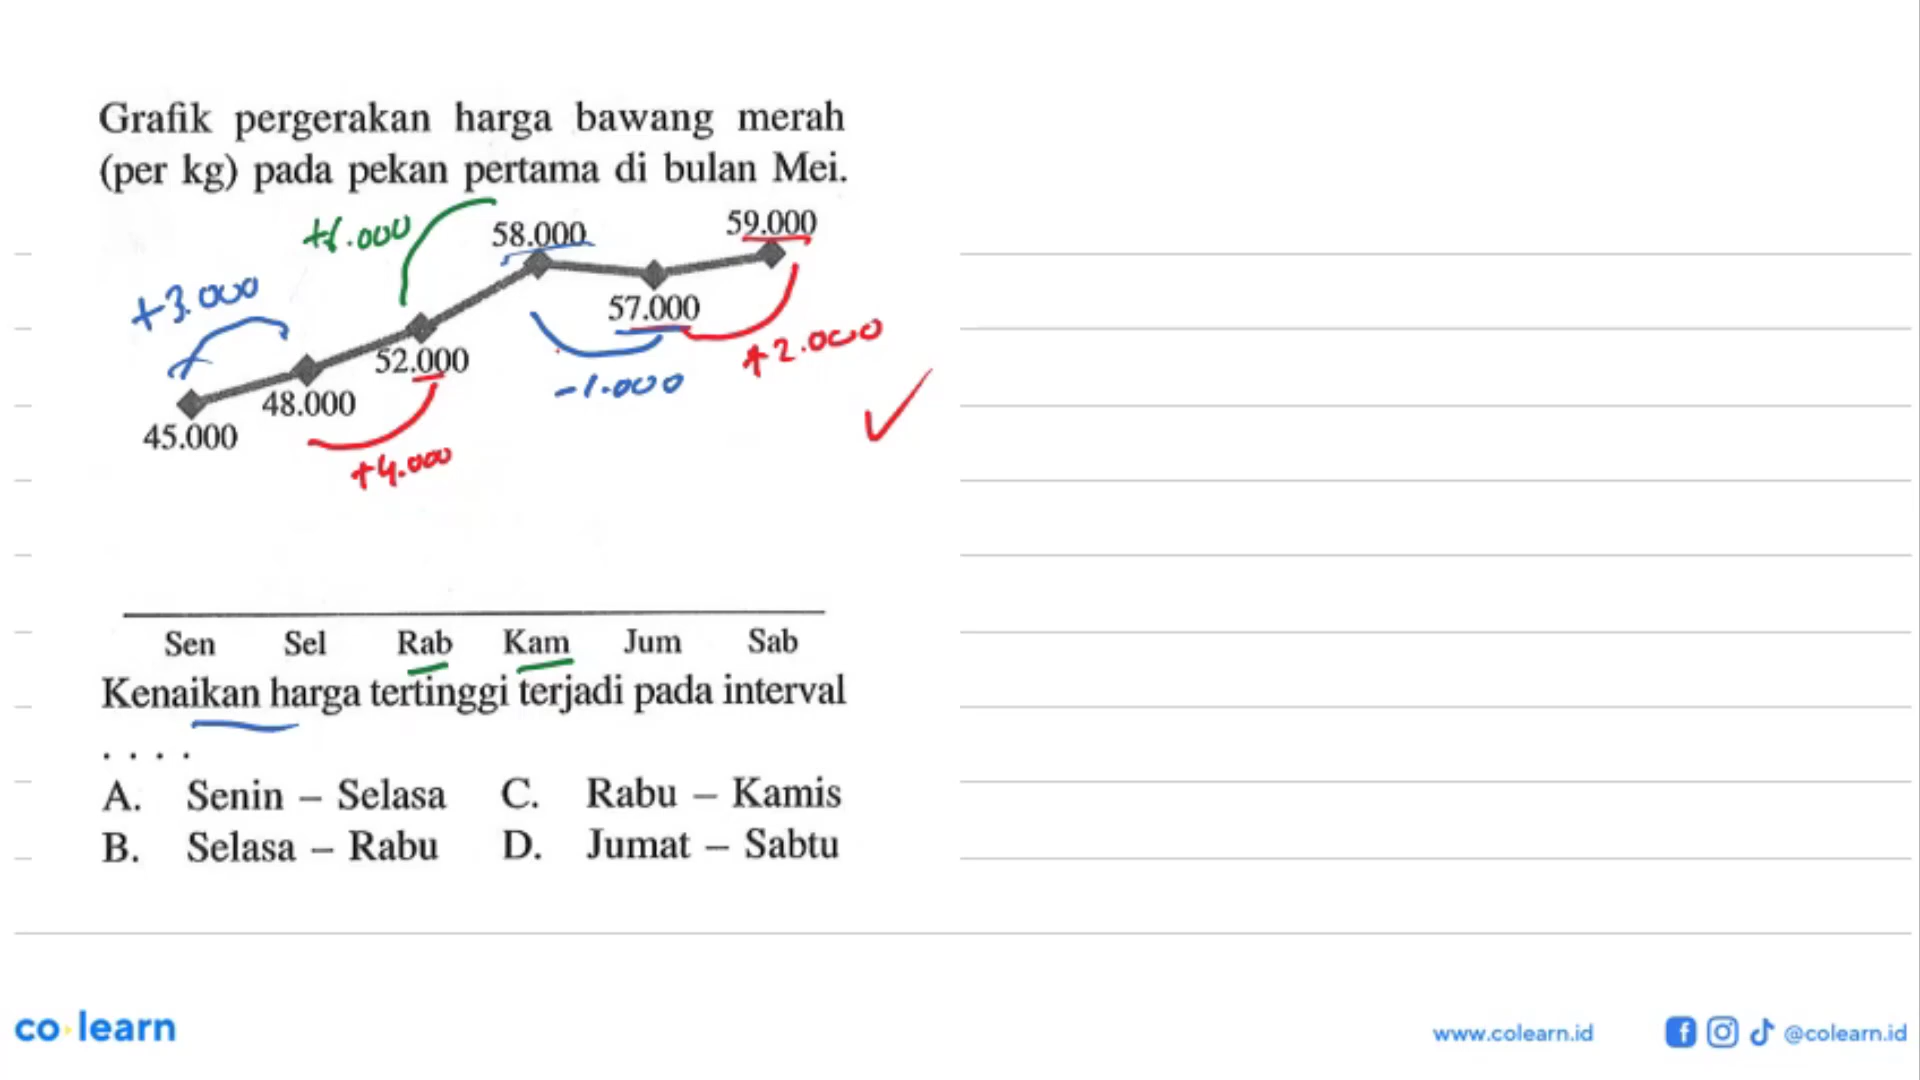 Grafik pergerakan harga bawang merah
(per kg) pada pekan pertama di bulan Mei.
+6.000
58.000
59.000
+3.000
57.000
52.000
+2.000
-1.000
48.000
45.000
+4.000
Sen Sel Rab Kam Jum Sab
Kenaikan harga tertinggi terjadi pada interval
. . . .
A. Senin – Selasa C. Rabu – Kamis
B. Selasa – Rabu D. Jumat – Sabtu
co learn
www.colearn.id @colearn.id